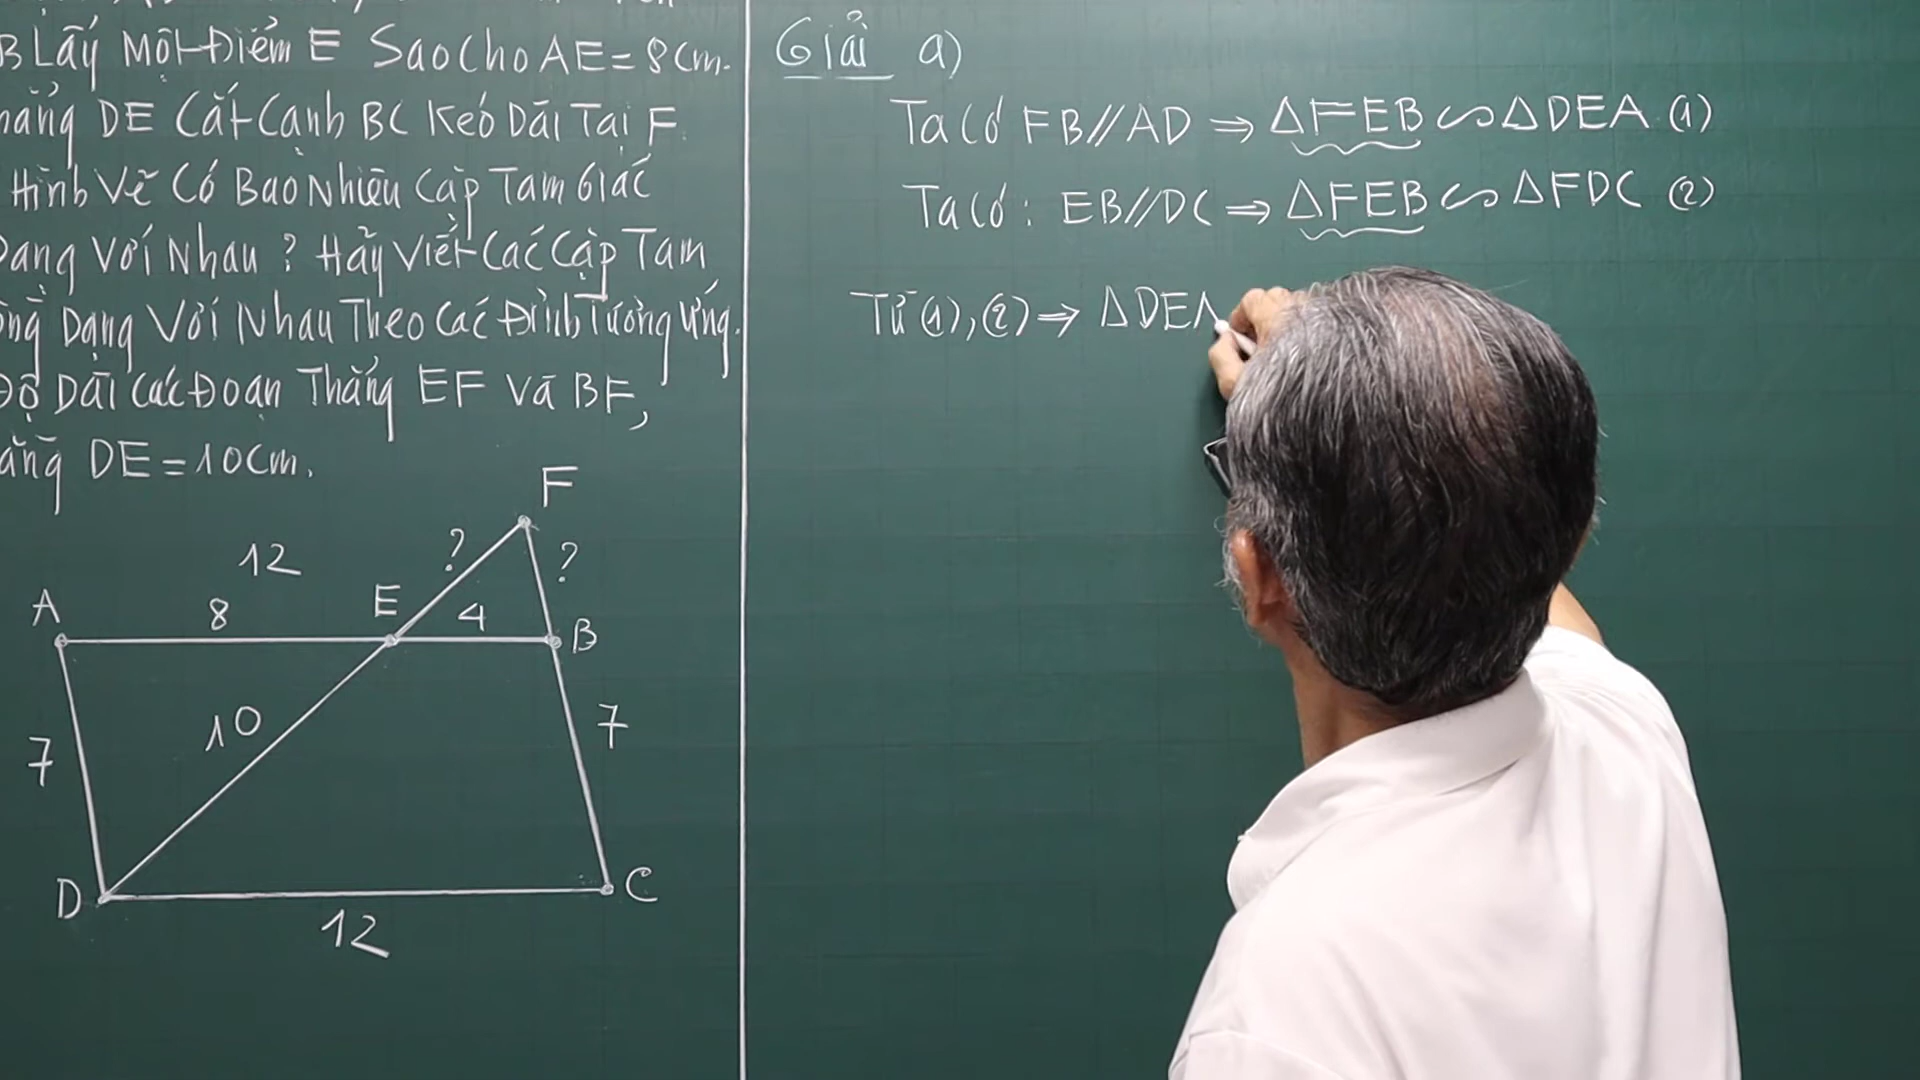 B Lấy Một Điểm E Sao Cho AE = 8cm.
DE Cắt Cạnh BC Kéo Dài Tại F.
Hình Vẽ Có Bao Nhiêu Cặp Tam Giác
Dạng Với Nhau ? Hãy Viết Các Cặp Tam
Dạng Với Nhau Theo Các Đỉnh Tương Ứng.
Độ Dài Các Đoạn Thẳng EF Và BF,
DE = 10cm.
F
12
?
?
A
8
E
4
B
7
10
7
D
C
12
Giải a)
Ta Có FB//AD ⇒ ΔFEB ∽ ΔDEA (1)
Ta Có : EB//DC ⇒ ΔFEB ∽ ΔFDC (2)
Từ (1), (2) ⇒ ΔDEA